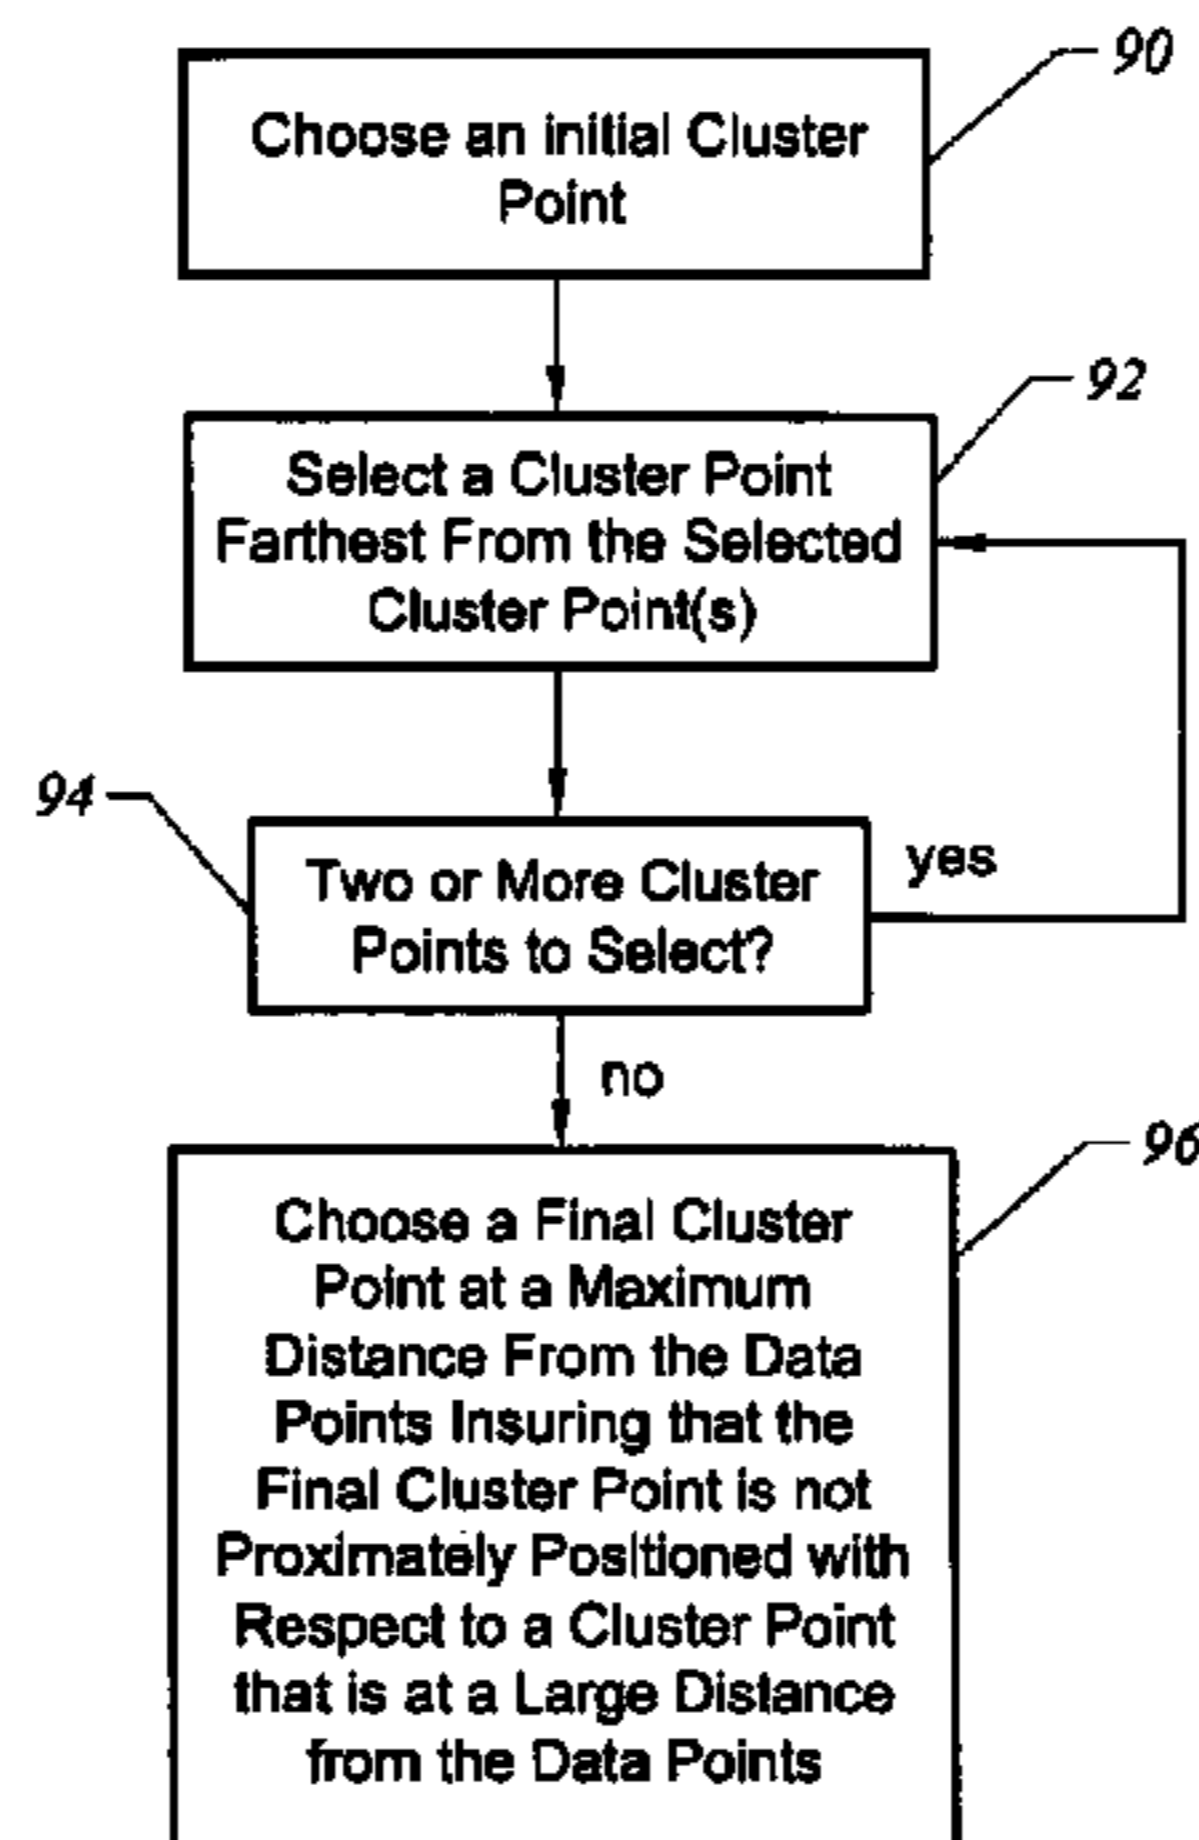 90
Choose an initial Cluster
Point
92
Select a Cluster Point
Farthest From the Selected
Cluster Point(s)
94
Two or More Cluster
Points to Select?
yes
no
96
Choose a Final Cluster
Point at a Maximum
Distance From the Data
Points Insuring that the
Final Cluster Point is not
Proximately Positioned with
Respect to a Cluster Point
that is at a Large Distance
from the Data Points